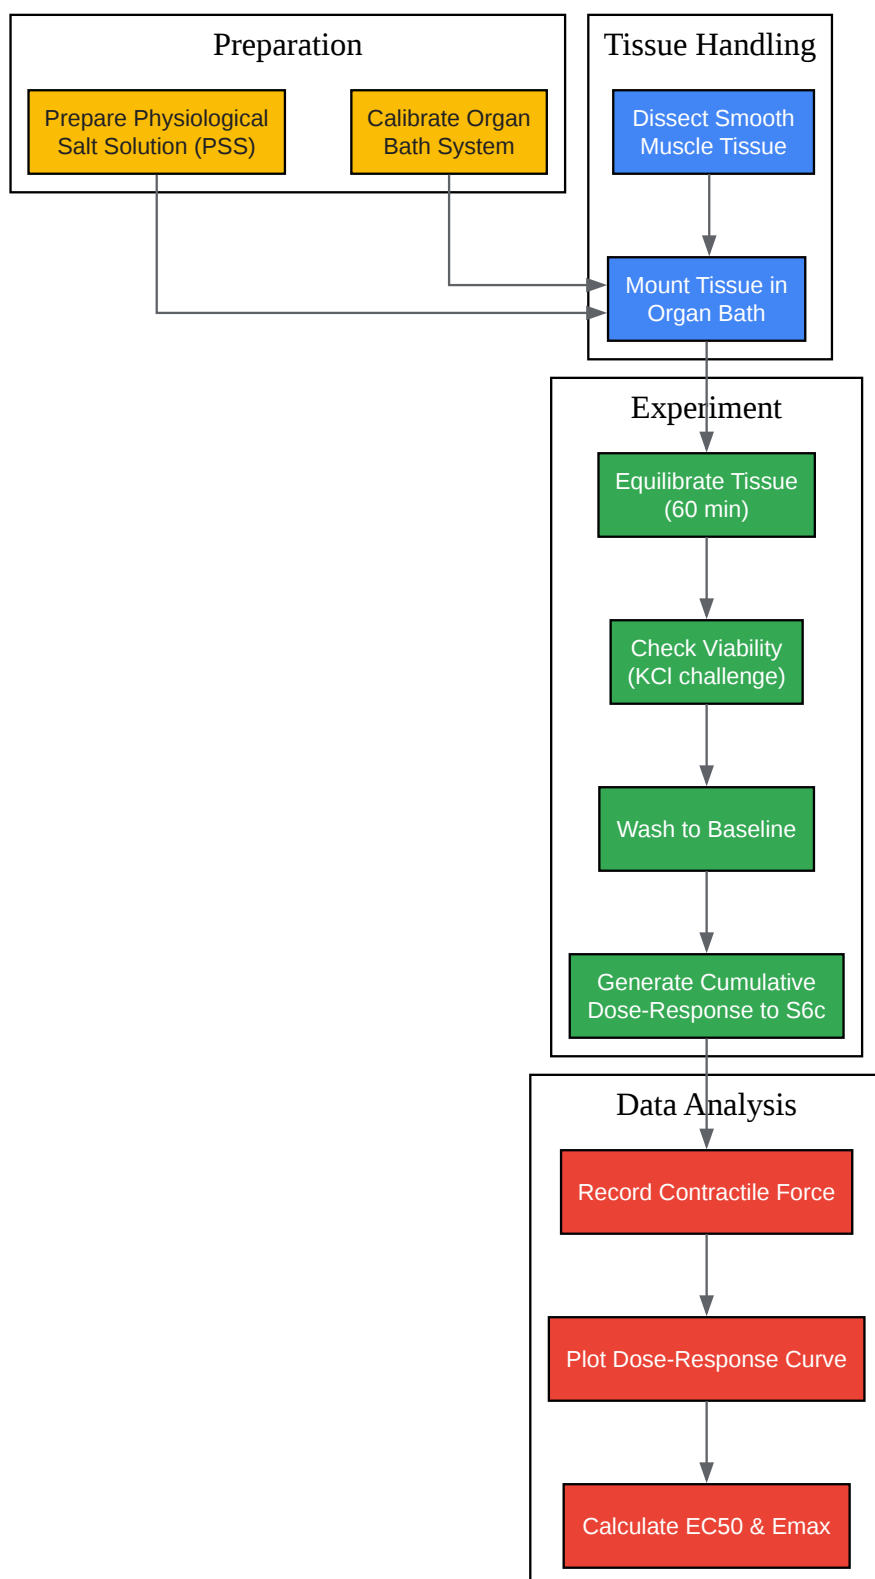 Preparation
Prepare Physiological
Salt Solution (PSS)
Calibrate Organ
Bath System
Tissue Handling
Dissect Smooth
Muscle Tissue
Mount Tissue in
Organ Bath
Experiment
Equilibrate Tissue
(60 min)
Check Viability
(KCl challenge)
Wash to Baseline
Generate Cumulative
Dose-Response to S6c
Data Analysis
Record Contractile Force
Plot Dose-Response Curve
Calculate EC50 & Emax